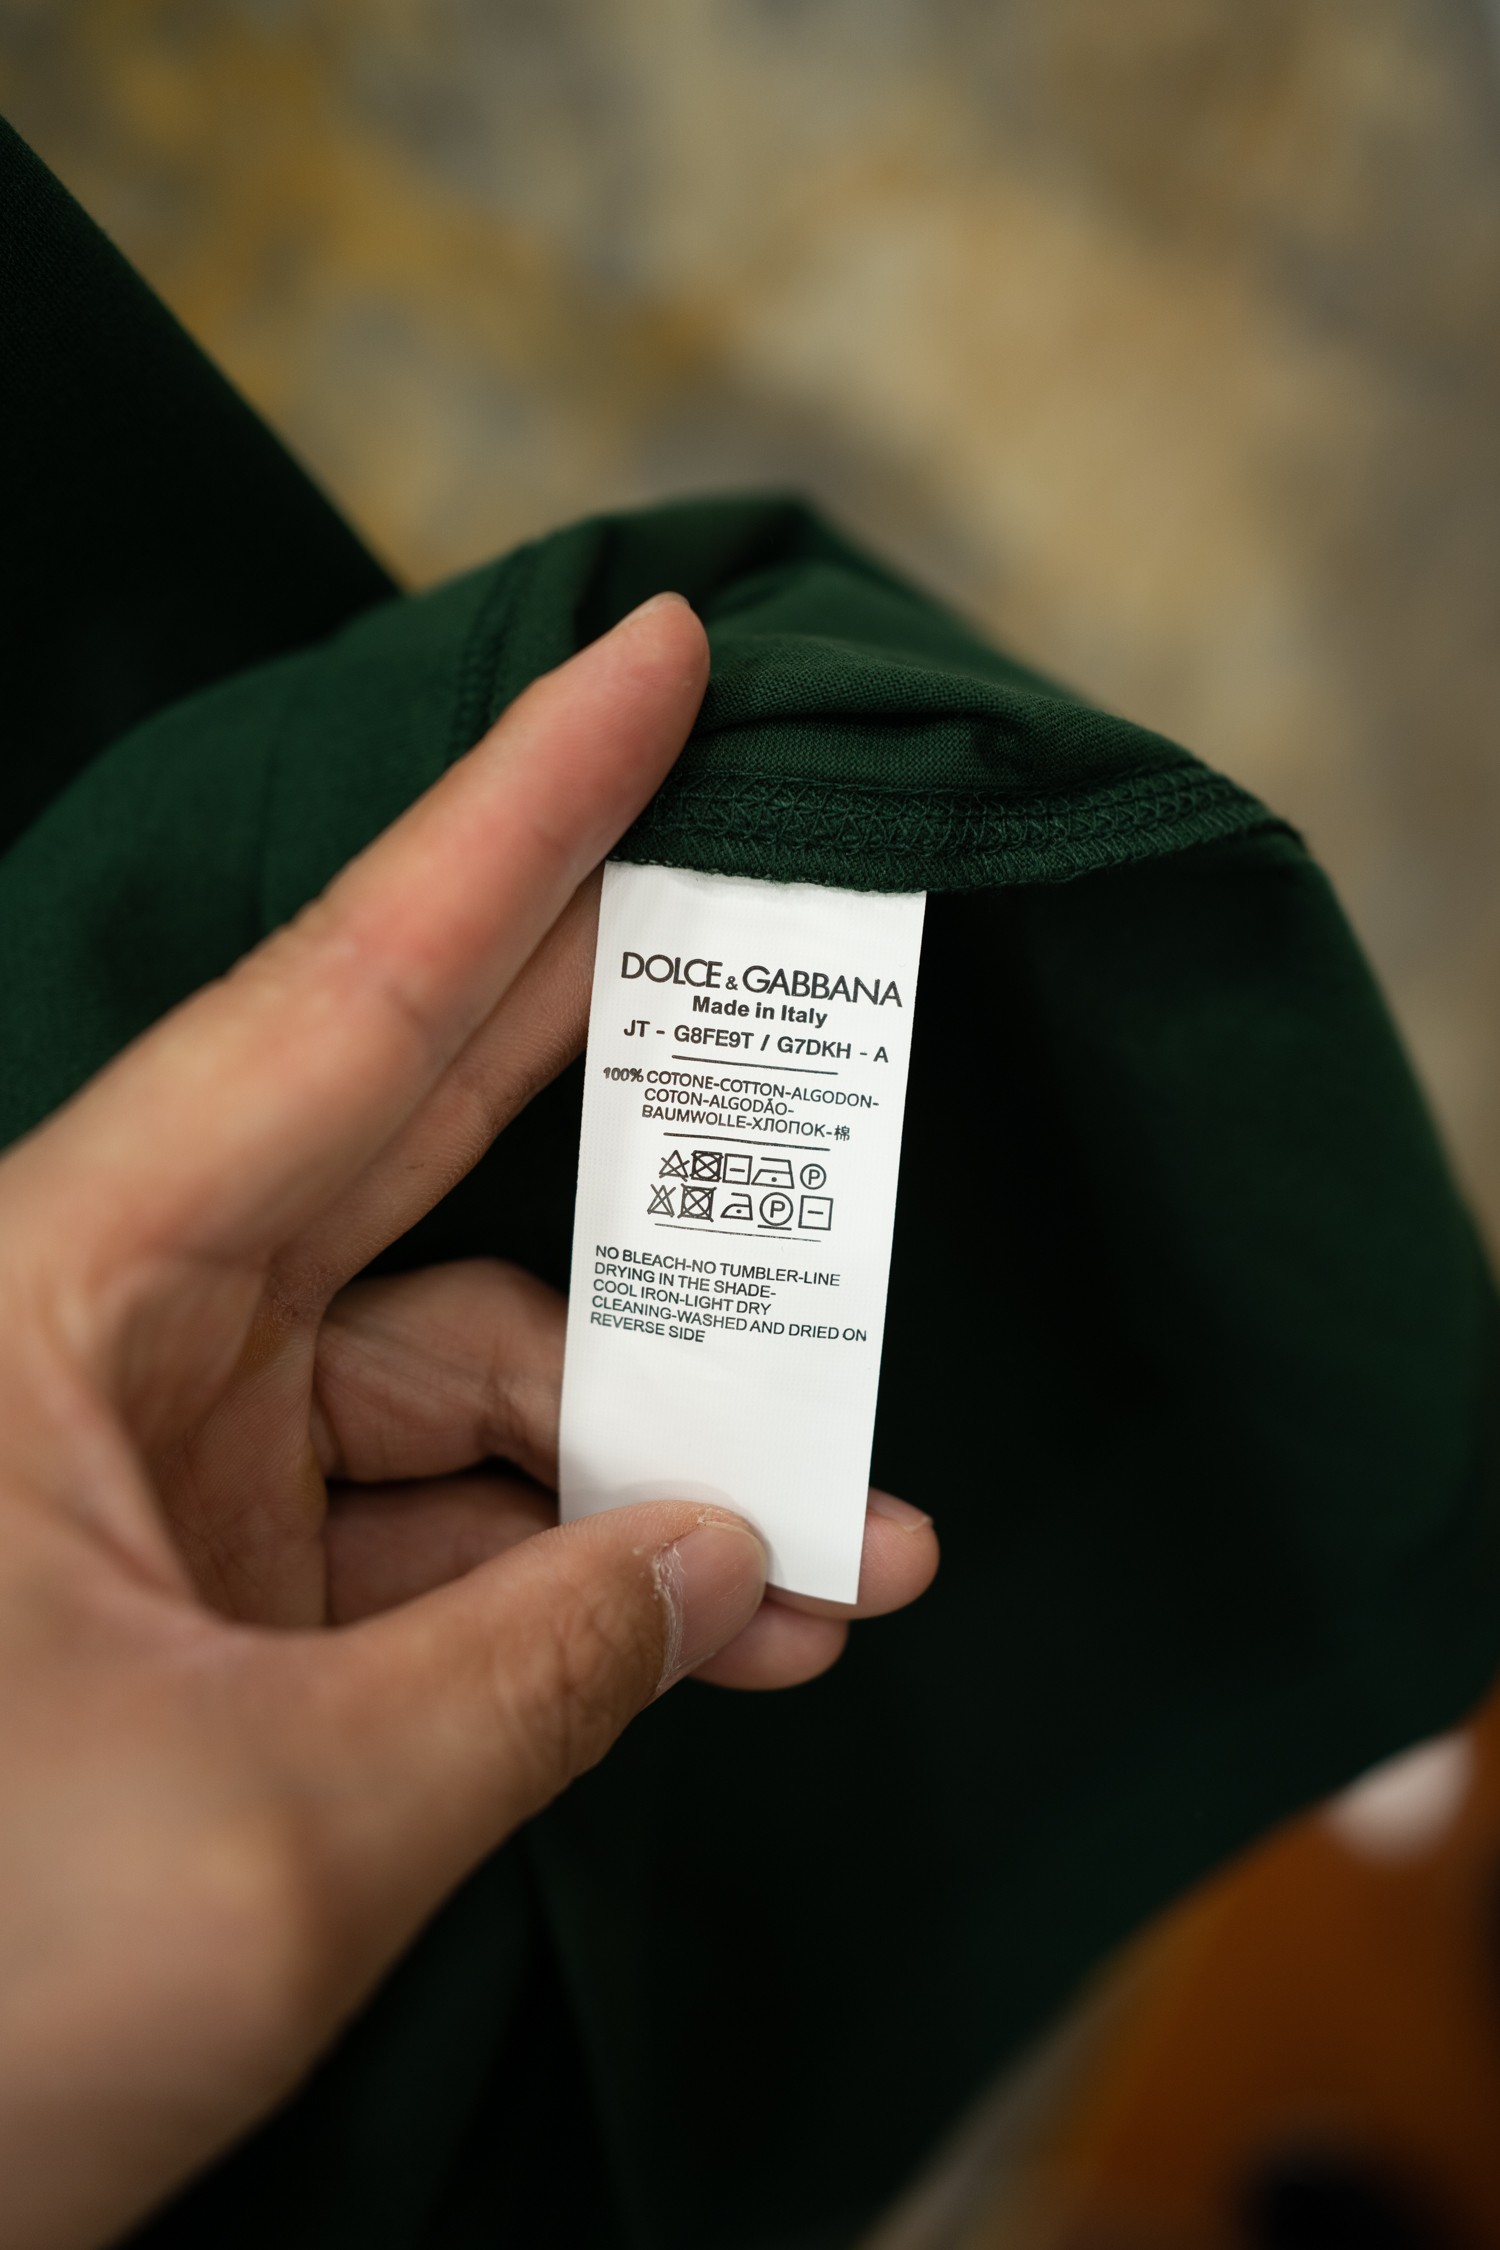 DOLCE & GABBANA
Made in Italy
JT - G8FE9T / G7DKH - A
100% COTONE-COTTON-ALGODON-
COTON-ALGODÃO-
BAUMWOLLE-ХЛОПОК-棉
P
P
NO BLEACH-NO TUMBLER-LINE
DRYING IN THE SHADE-
COOL IRON-LIGHT DRY
CLEANING-WASHED AND DRIED ON
REVERSE SIDE